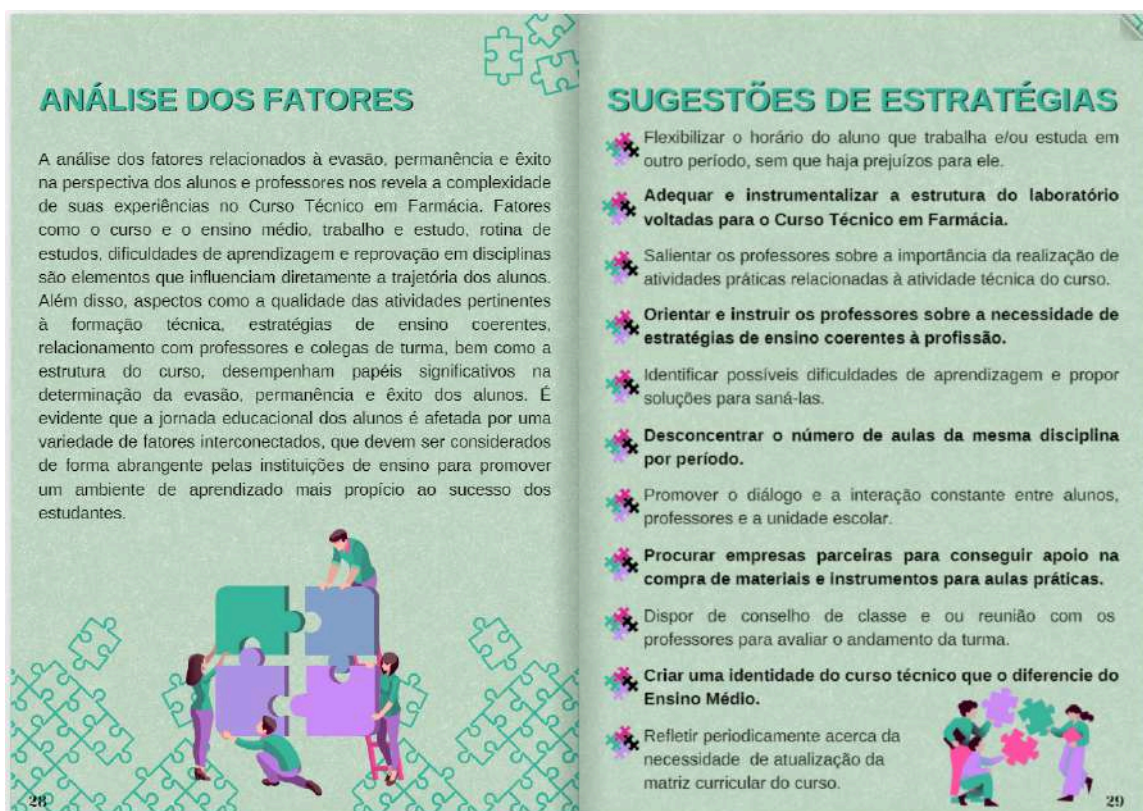 ANÁLISE DOS FATORES
A análise dos fatores relacionados à evasão, permanência e êxito
na perspectiva dos alunos e professores nos revela a complexidade
de suas experiências no Curso Técnico em Farmácia. Fatores
como o curso e o ensino médio, trabalho e estudo, rotina de
estudos, dificuldades de aprendizagem e reprovação em disciplinas
são elementos que influenciam diretamente a trajetória dos alunos.
Além disso, aspectos como a qualidade das atividades pertinentes
à formação técnica, estratégias de ensino coerentes,
relacionamento com professores e colegas de turma, bem como a
estrutura do curso, desempenham papéis significativos na
determinação da evasão, permanência e êxito dos alunos. É
evidente que a jornada educacional dos alunos é afetada por uma
variedade de fatores interconectados, que devem ser considerados
de forma abrangente pelas instituições de ensino para promover
um ambiente de aprendizado mais propício ao sucesso dos
estudantes.
28
SUGESTÕES DE ESTRATÉGIAS
Flexibilizar o horário do aluno que trabalha e/ou estuda em
outro período, sem que haja prejuízos para ele.
Adequar e instrumentalizar a estrutura do laboratório
voltadas para o Curso Técnico em Farmácia.
Salientar os professores sobre a importância da realização de
atividades práticas relacionadas à atividade técnica do curso.
Orientar e instruir os professores sobre a necessidade de
estratégias de ensino coerentes à profissão.
Identificar possíveis dificuldades de aprendizagem e propor
soluções para saná-las.
Desconcentrar o número de aulas da mesma disciplina
por período.
Promover o diálogo e a interação constante entre alunos,
professores e a unidade escolar.
Procurar empresas parceiras para conseguir apoio na
compra de materiais e instrumentos para aulas práticas.
Dispor de conselho de classe e ou reunião com os
professores para avaliar o andamento da turma.
Criar uma identidade do curso técnico que o diferencie do
Ensino Médio.
Refletir periodicamente acerca da
necessidade de atualização da
matriz curricular do curso.
29